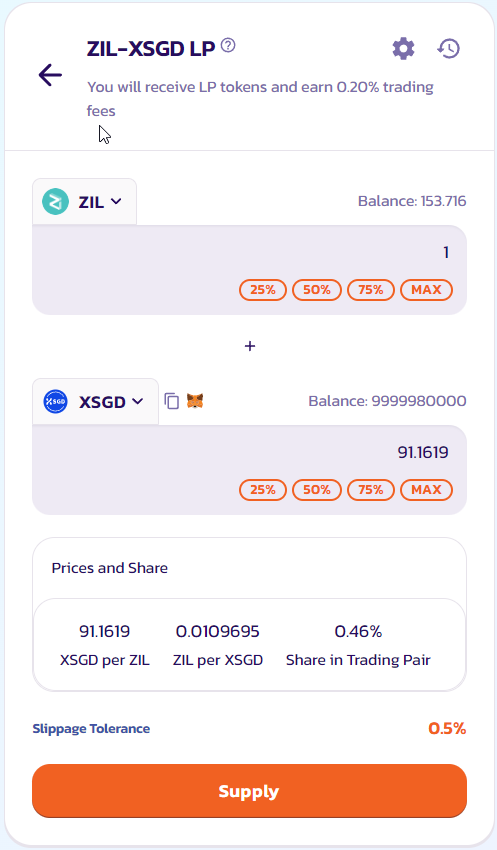 ZIL-XSGD LP
You will receive LP tokens and earn 0.20% trading
fees
ZIL
Balance: 153.716
1
25% 50% 75% MAX
+
XSGD
XSGD
Balance: 9999980000
91.1619
25% 50% 75% MAX
Prices and Share
91.1619 0.0109695 0.46%
XSGD per ZIL ZIL per XSGD Share in Trading Pair
Slippage Tolerance
0.5%
Supply